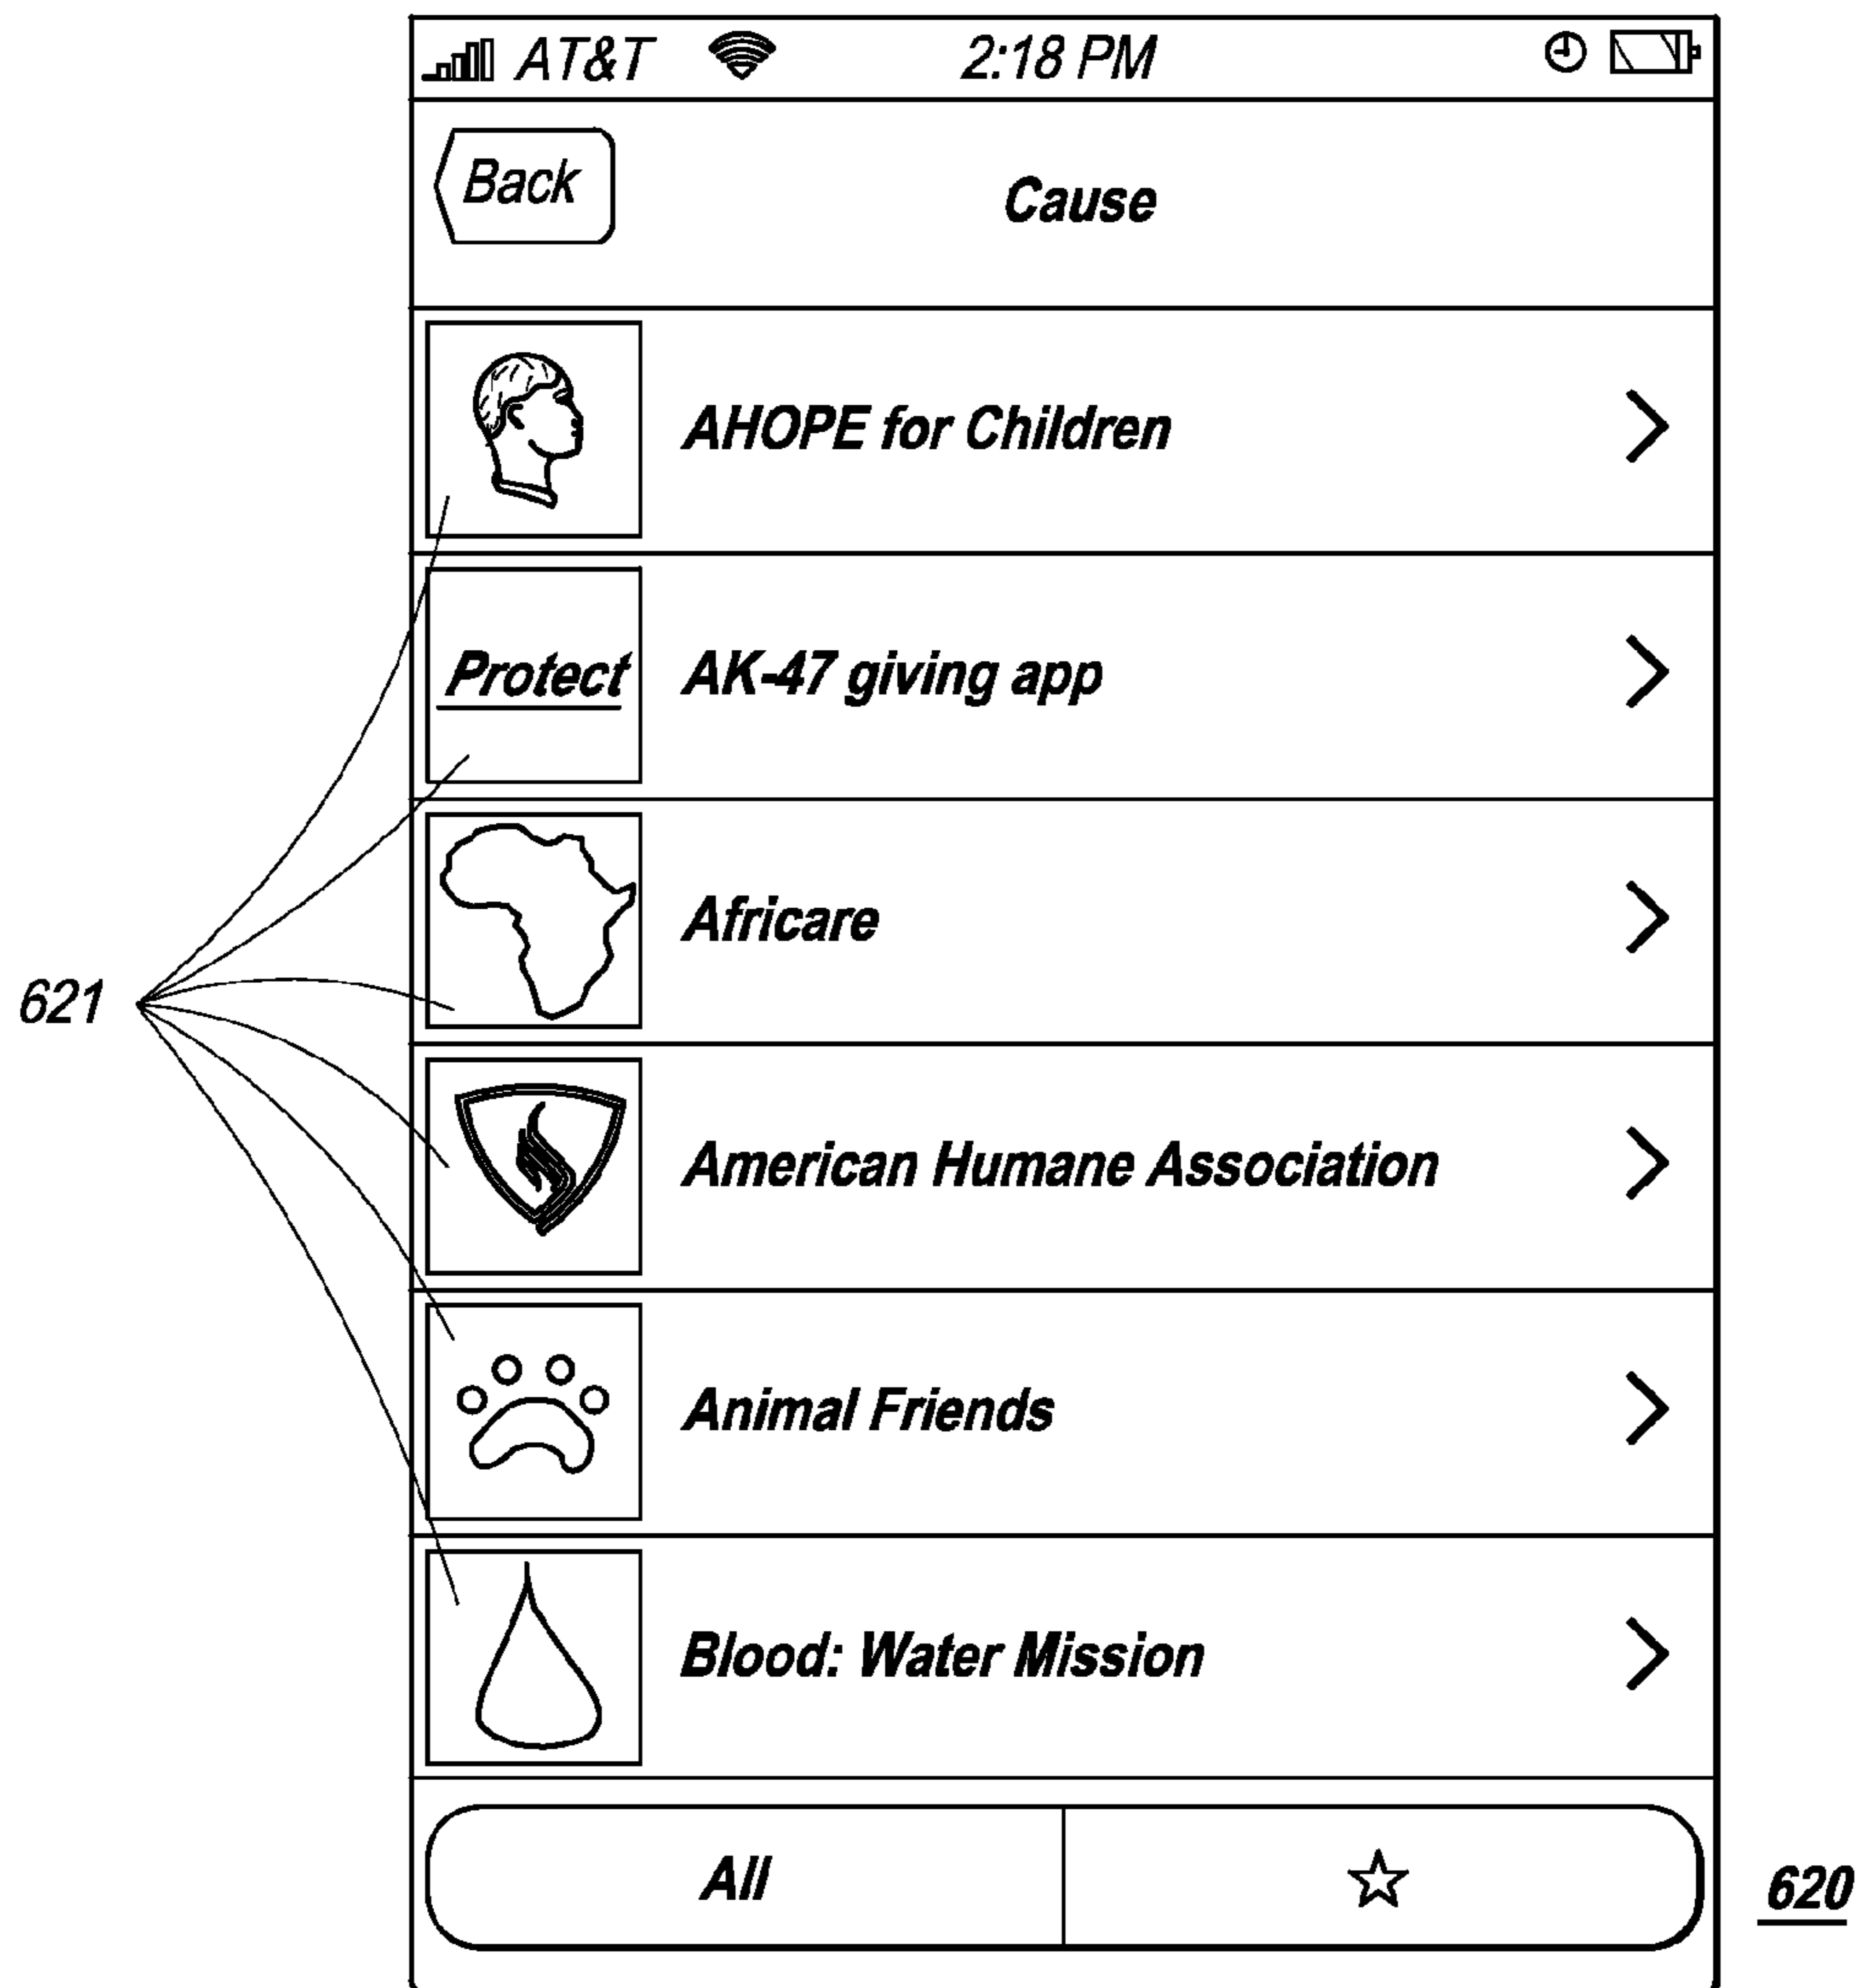 AT&T 2:18 PM
Back
Cause
AHOPE for Children
Protect AK-47 giving app
Africare
621
American Humane Association
Animal Friends
Blood: Water Mission
All
620